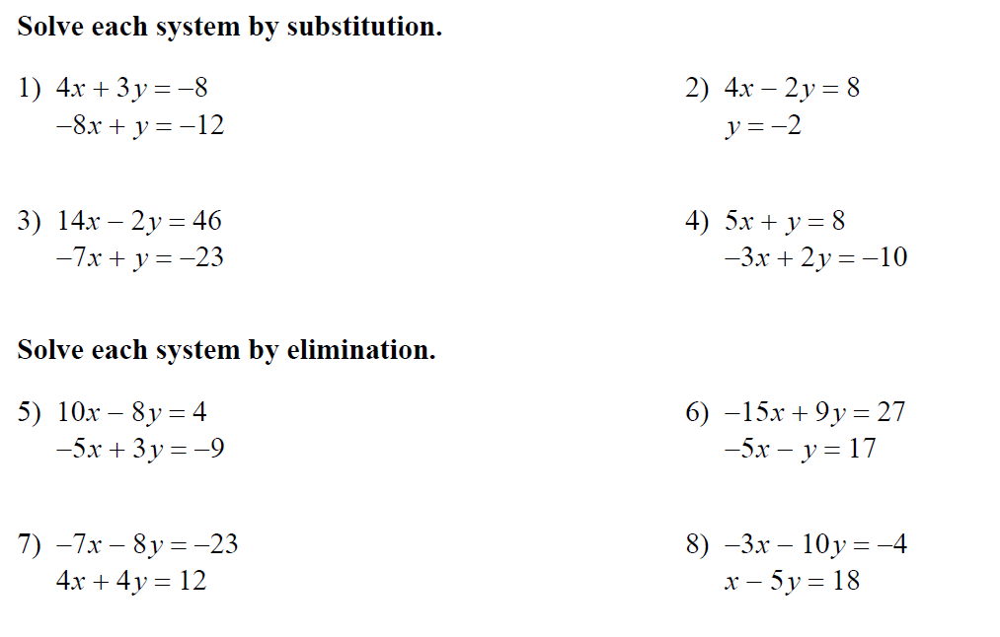 Solve each system by substitution.
1) 4x + 3y = −8
−8x + y = −12
2) 4x − 2y = 8
y = −2
3) 14x − 2y = 46
−7x + y = −23
4) 5x + y = 8
−3x + 2y = −10
Solve each system by elimination.
5) 10x − 8y = 4
−5x + 3y = −9
6) −15x + 9y = 27
−5x − y = 17
7) −7x − 8y = −23
4x + 4y = 12
8) −3x − 10y = −4
x − 5y = 18